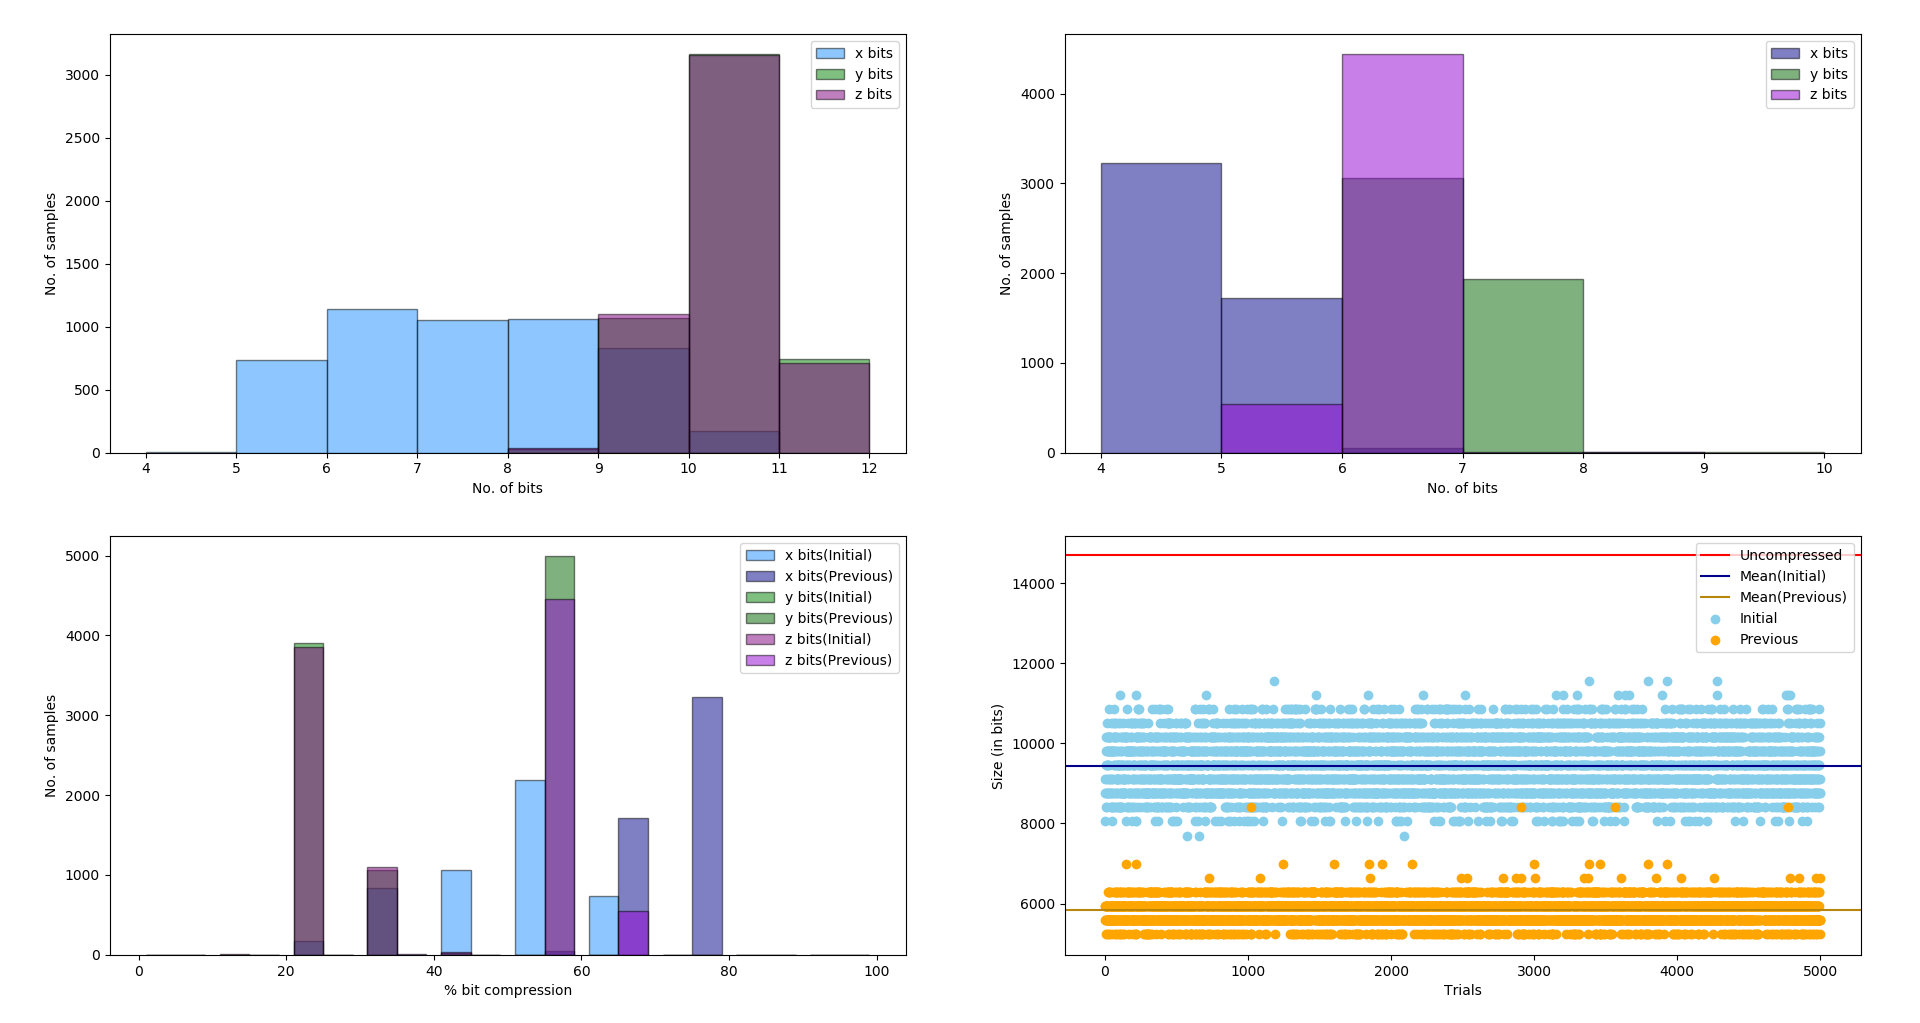 x bits
y bits
z bits
3000
2500
2000
1500
1000
500
0
No. of samples
4 5 6 7 8 9 10 11 12
No. of bits
x bits
y bits
z bits
4000
3000
2000
1000
0
No. of samples
4 5 6 7 8 9 10
No. of bits
x bits(Initial)
x bits(Previous)
y bits(Initial)
y bits(Previous)
z bits(Initial)
z bits(Previous)
5000
4000
3000
2000
1000
0
No. of samples
0 20 40 60 80 100
% bit compression
Uncompressed
Mean(Initial)
Mean(Previous)
Initial
Previous
14000
12000
10000
8000
6000
Size (in bits)
0 1000 2000 3000 4000 5000
Trials